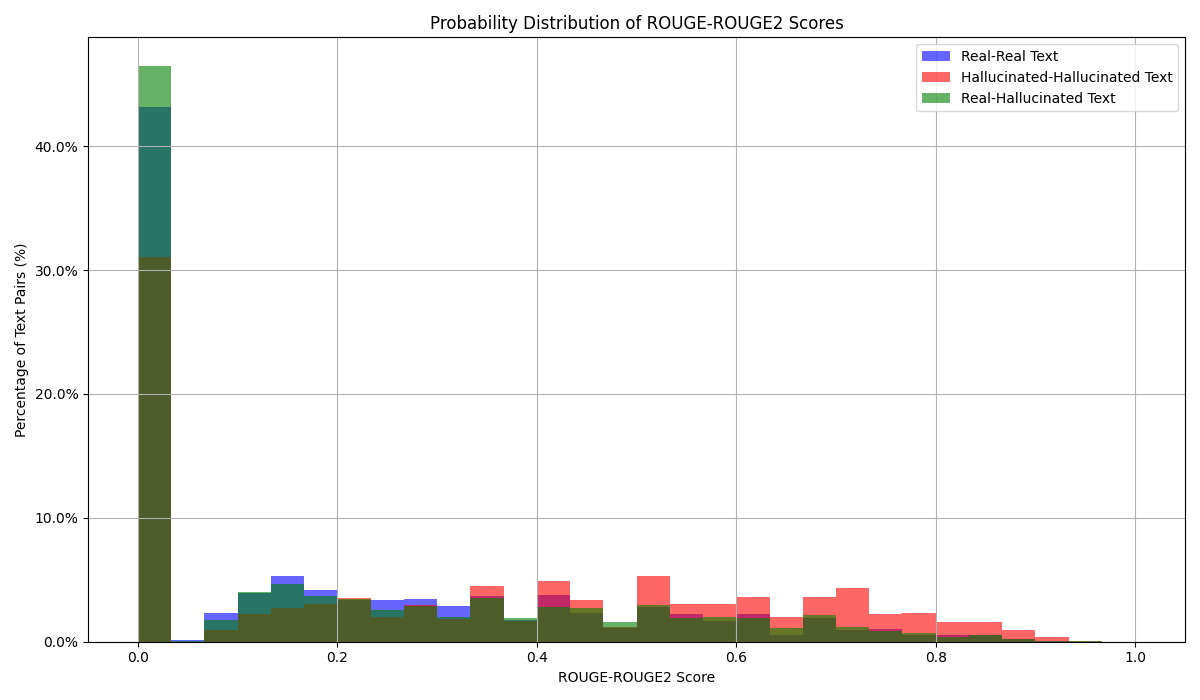 Probability Distribution of ROUGE-ROUGE2 Scores
Real-Real Text
Hallucinated-Hallucinated Text
Real-Hallucinated Text
Percentage of Text Pairs (%)
40.0%
30.0%
20.0%
10.0%
0.0%
0.0 0.2 0.4 0.6 0.8 1.0
ROUGE-ROUGE2 Score